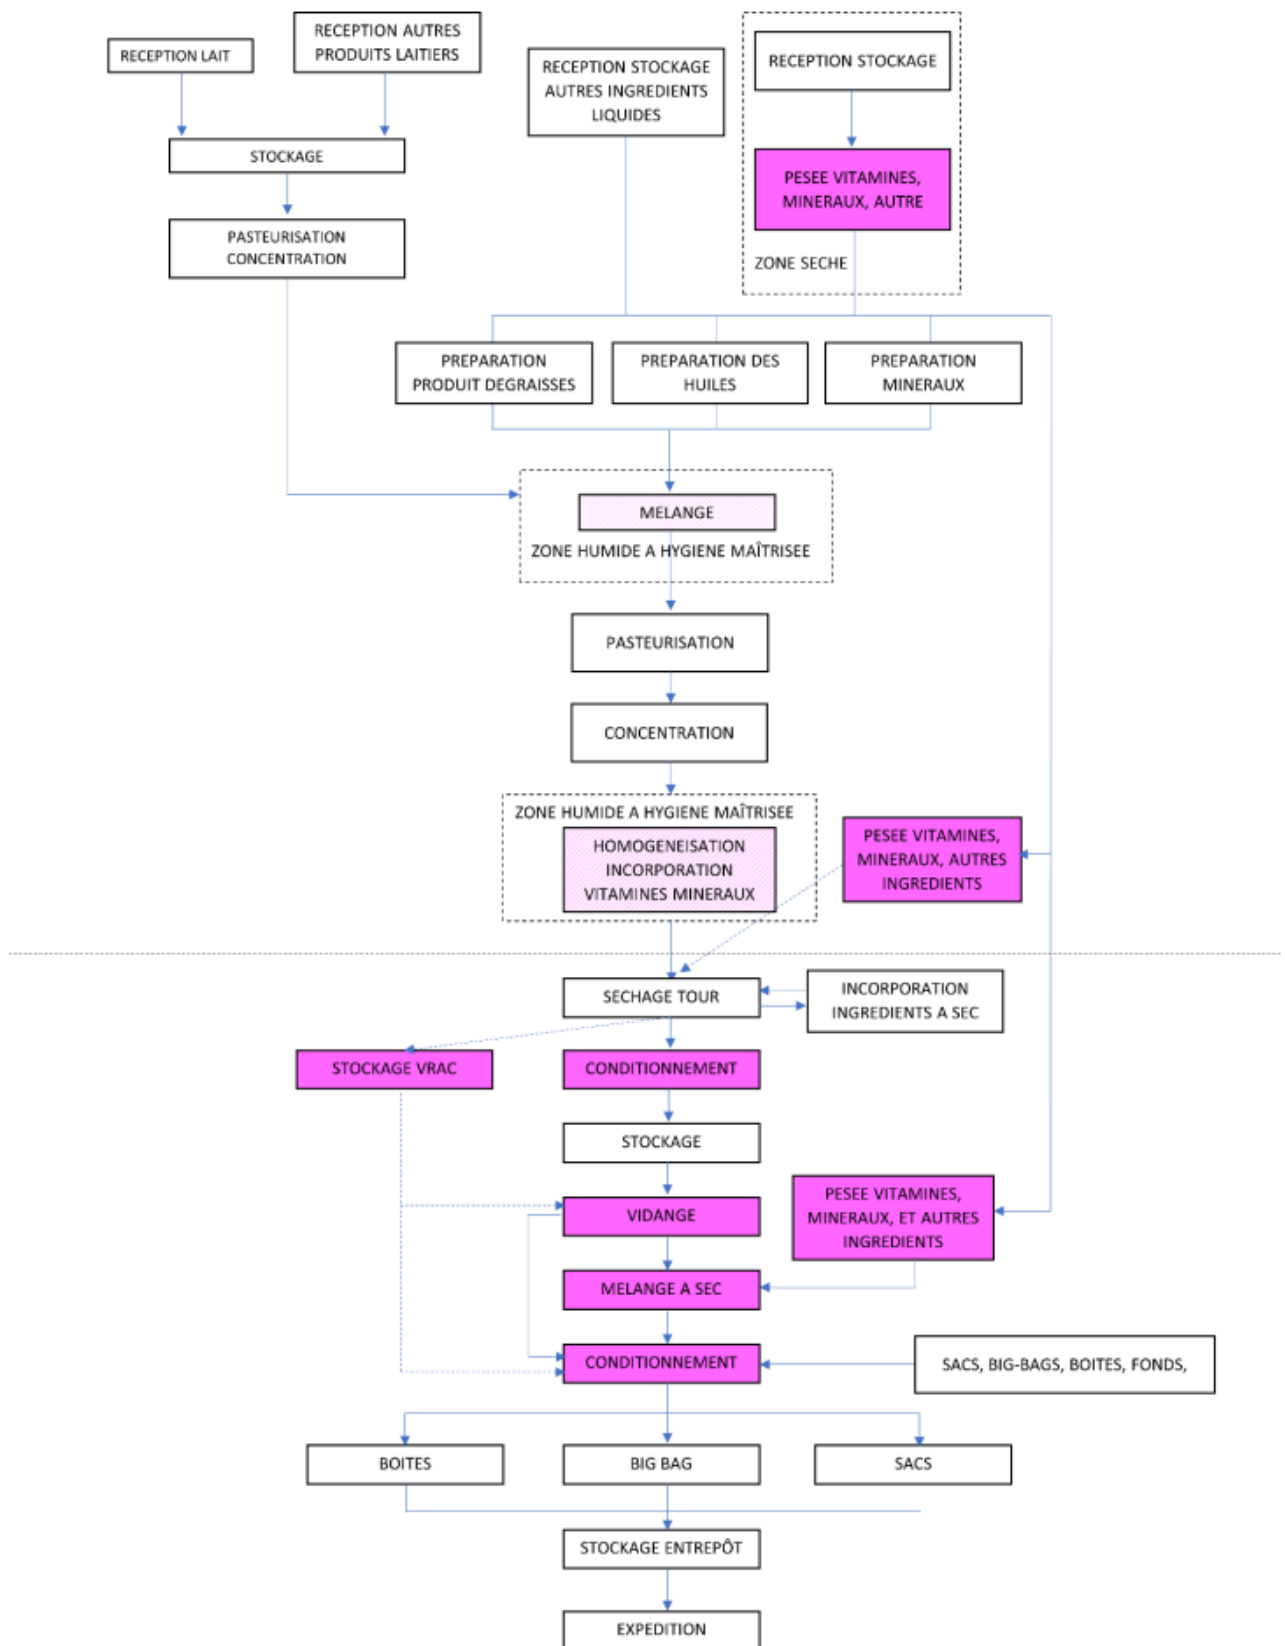 RECEPTION LAIT
RECEPTION AUTRES
PRODUITS LAITIERS
RECEPTION STOCKAGE
AUTRES INGREDIENTS
LIQUIDES
RECEPTION STOCKAGE
STOCKAGE
PESEE VITAMINES,
MINERAUX, AUTRE
PASTEURISATION
CONCENTRATION
ZONE SECHE
PREPARATION
PRODUIT DEGRAISSES
PREPARATION DES
HUILES
PREPARATION
MINERAUX
MELANGE
ZONE HUMIDE A HYGIENE MAÎTRISEE
PASTEURISATION
CONCENTRATION
ZONE HUMIDE A HYGIENE MAÎTRISEE
HOMOGENEISATION
INCORPORATION
VITAMINES MINERAUX
PESEE VITAMINES,
MINERAUX, AUTRES
INGREDIENTS
SECHAGE TOUR
INCORPORATION
INGREDIENTS A SEC
STOCKAGE VRAC
CONDITIONNEMENT
STOCKAGE
VIDANGE
PESEE VITAMINES,
MINERAUX, ET AUTRES
INGREDIENTS
MELANGE A SEC
CONDITIONNEMENT
SACS, BIG-BAGS, BOITES, FONDS,
BOITES
BIG BAG
SACS
STOCKAGE ENTREPÔT
EXPEDITION